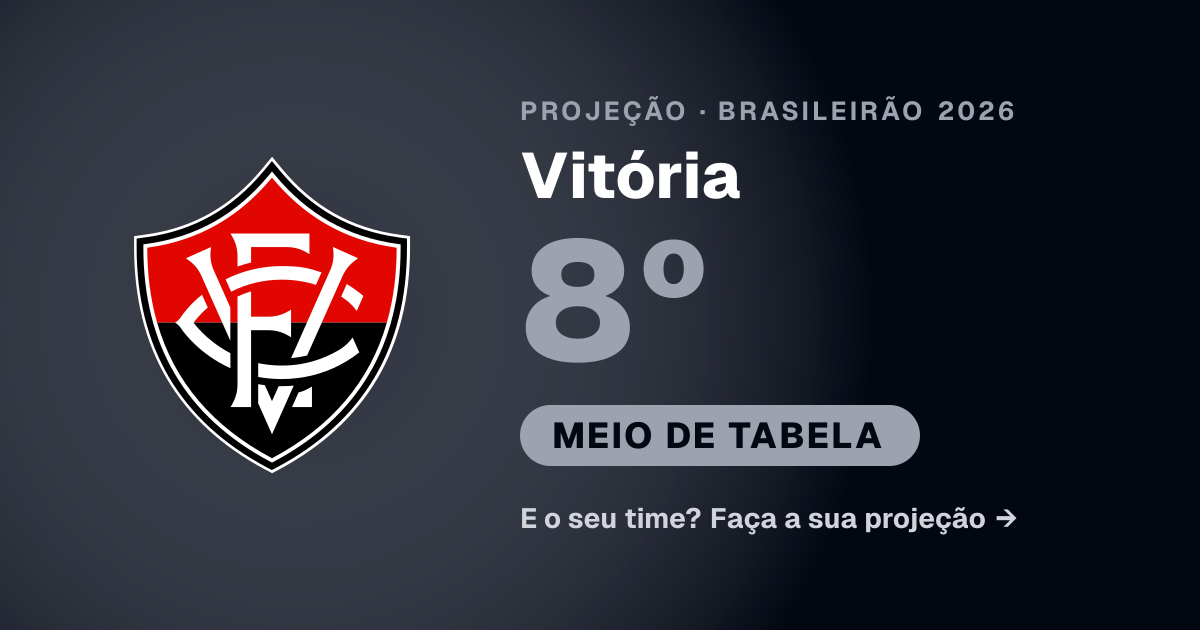 PROJEÇÃO · BRASILEIRÃO 2026
Vitória
8º
MEIO DE TABELA
E o seu time? Faça a sua projeção →